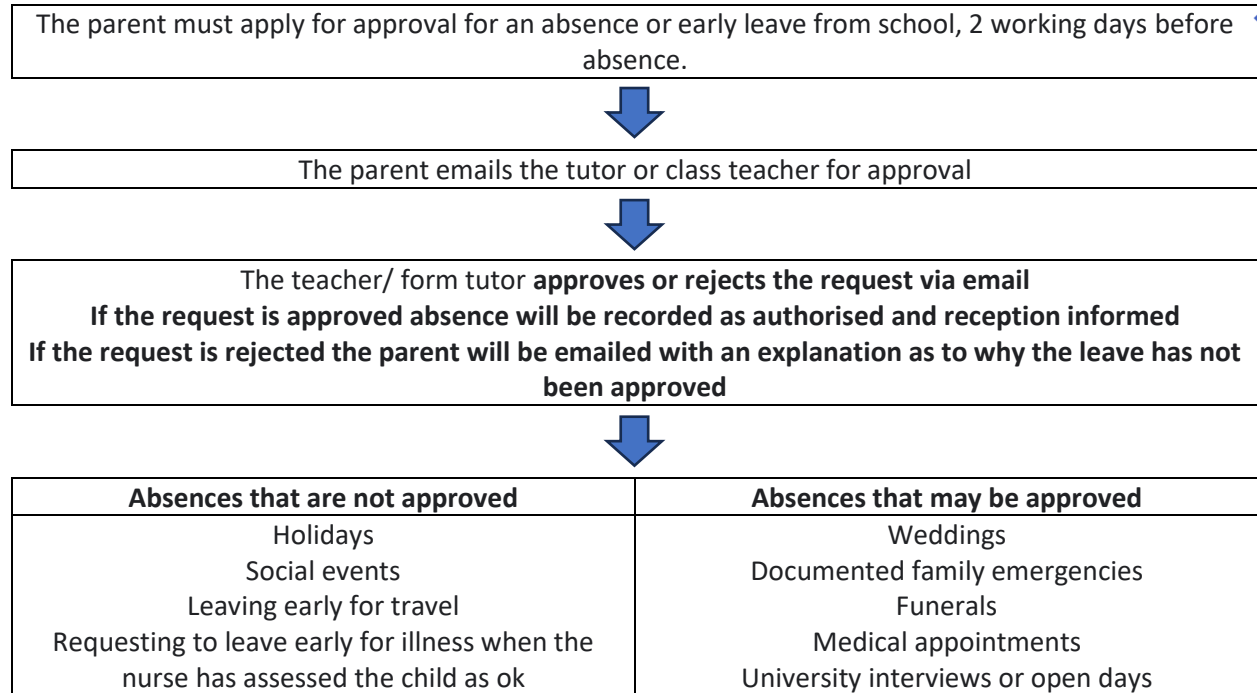 The parent must apply for approval for an absence or early leave from school, 2 working days before
absence.
The parent emails the tutor or class teacher for approval
The teacher/ form tutor approves or rejects the request via email
If the request is approved absence will be recorded as authorised and reception informed
If the request is rejected the parent will be emailed with an explanation as to why the leave has not
been approved
Absences that are not approved
Holidays
Social events
Leaving early for travel
Requesting to leave early for illness when the
nurse has assessed the child as ok
Absences that may be approved
Weddings
Documented family emergencies
Funerals
Medical appointments
University interviews or open days